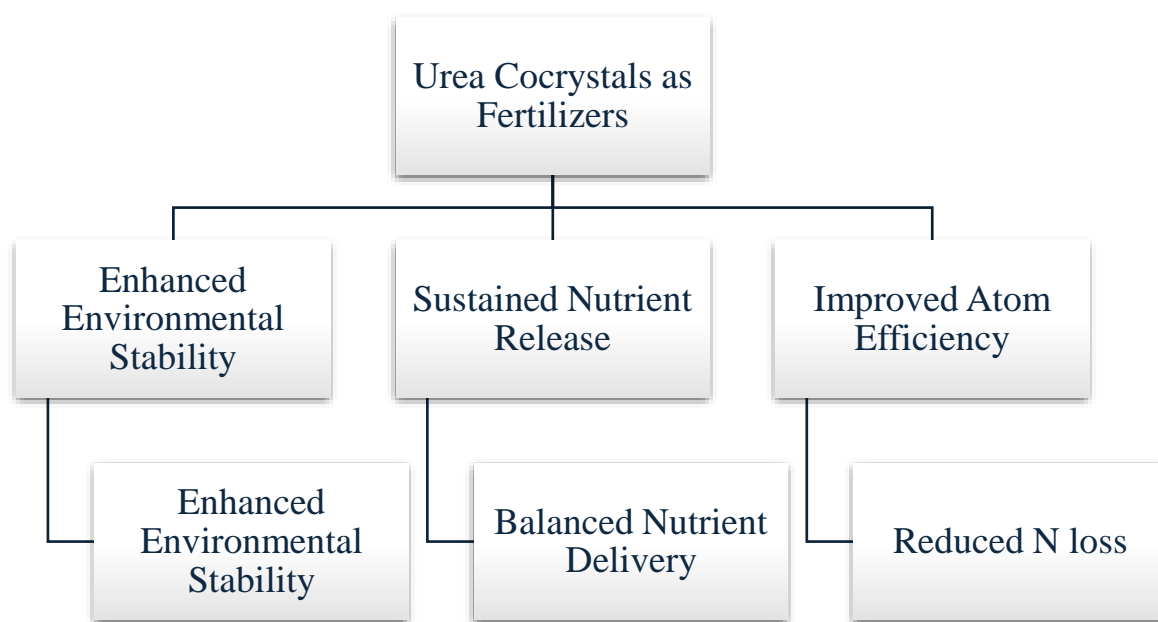 Urea Cocrystals as
Fertilizers
Enhanced
Environmental
Stability
Sustained Nutrient
Release
Improved Atom
Efficiency
Enhanced
Environmental
Stability
Balanced Nutrient
Delivery
Reduced N loss